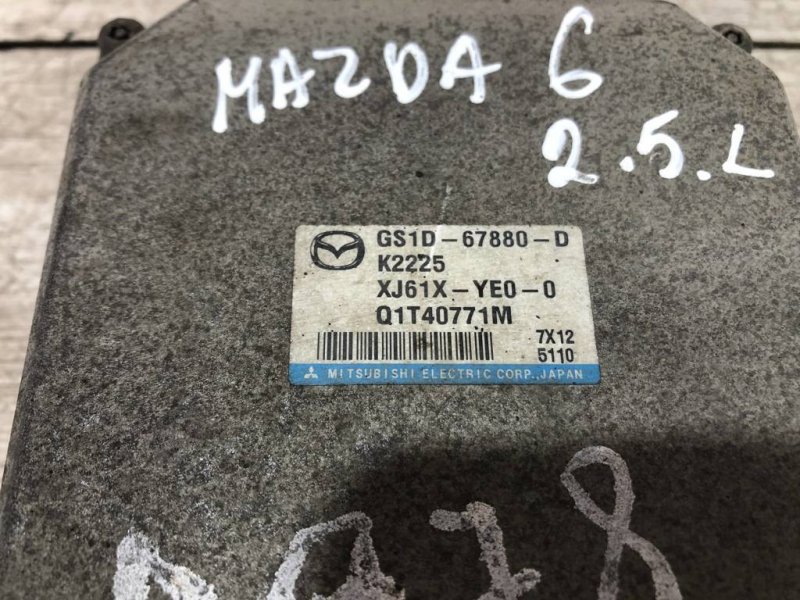 MAZDA 6
2.5.L
GS1D-67880-D
K2225
XJ61X-YE0-0
Q1T40771M
7X12
5110
MITSUBISHI ELECTRIC CORP., JAPAN